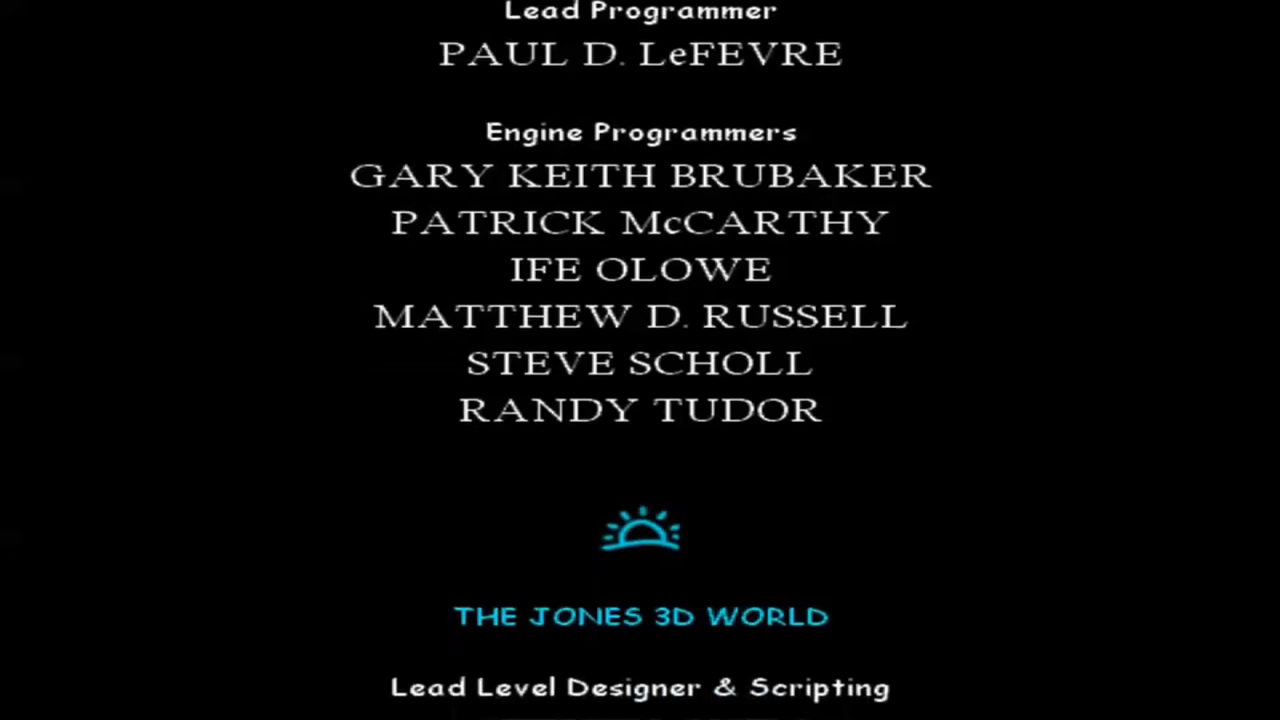 Lead Programmer
PAUL D. LeFEVRE
Engine Programmers
GARY KEITH BRUBAKER
PATRICK McCARTHY
IFE OLOWE
MATTHEW D. RUSSELL
STEVE SCHOLL
RANDY TUDOR
THE JONES 3D WORLD
Lead Level Designer & Scripting